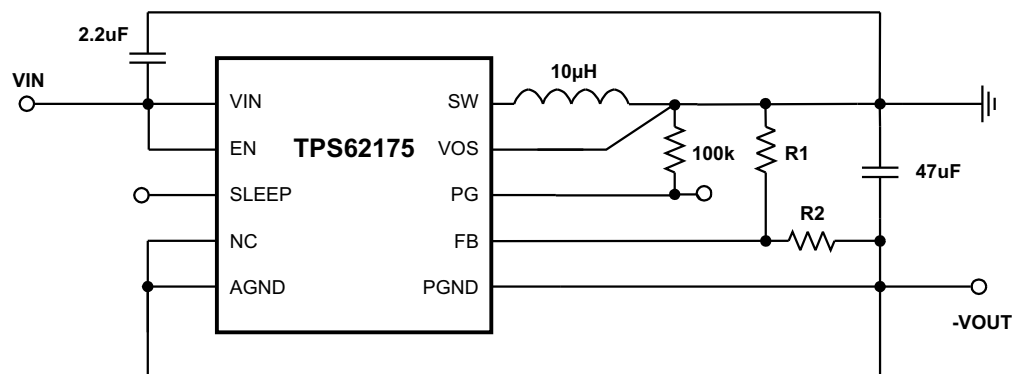 2.2uF
10µH
VIN
VIN
SW
TPS62175
EN
VOS
100k
R1
47uF
SLEEP
PG
R2
NC
FB
AGND
PGND
-VOUT